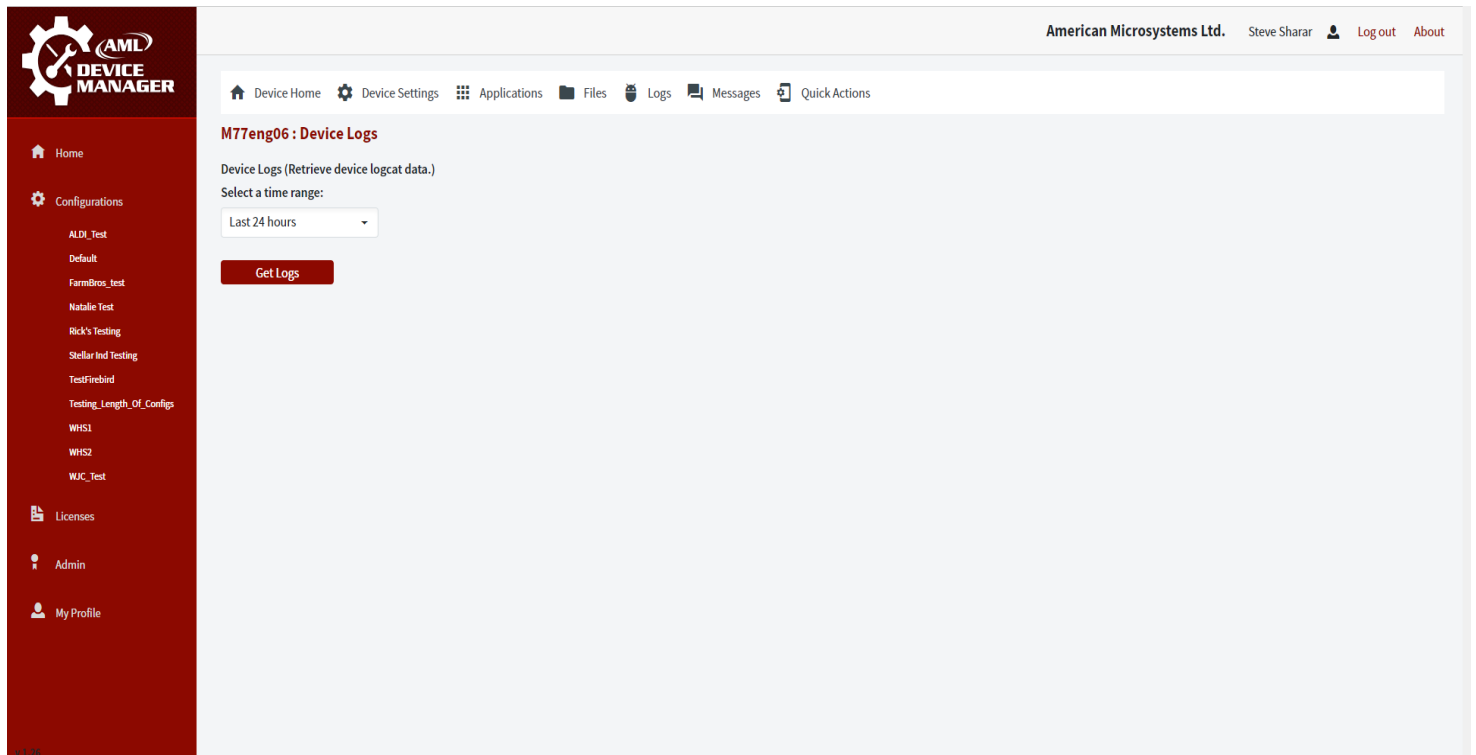 AML
DEVICE
MANAGER
American Microsystems Ltd. Steve Sharar Log out About
Device Home Device Settings Applications Files Logs Messages Quick Actions
M77eng06 : Device Logs
Device Logs (Retrieve device logcat data.)
Select a time range:
Last 24 hours
Get Logs
Home
Configurations
ALDI_Test
Default
FarmBros_test
Natalie Test
Rick's Testing
Stellar Ind Testing
TestFirebird
Testing_Length_Of_Configs
WHS1
WHS2
WJC_Test
Licenses
Admin
My Profile